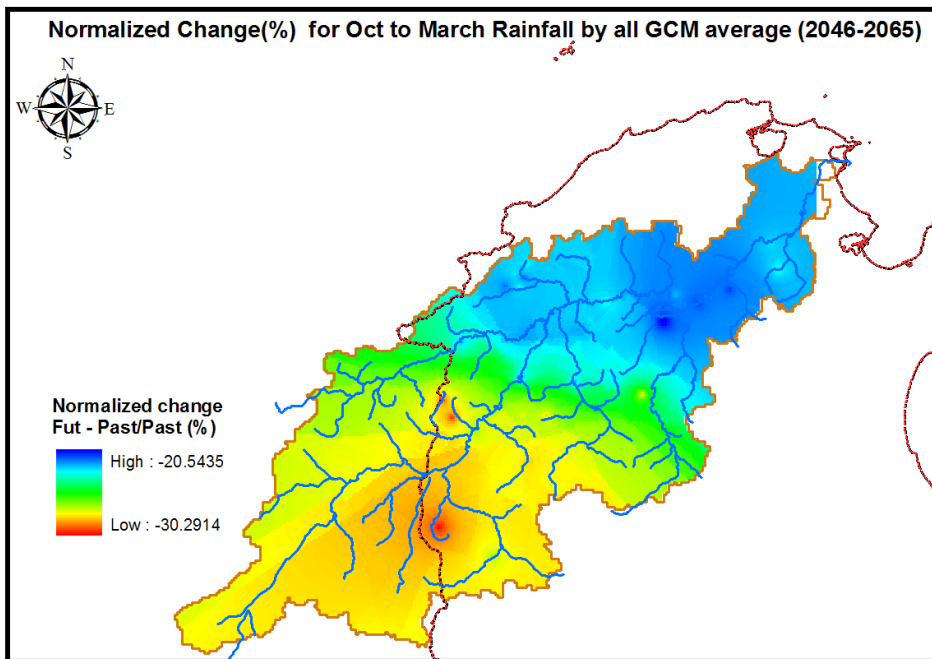 Normalized Change(%) for Oct to March Rainfall by all GCM average (2046-2065)
N
W E
S
Normalized change
Fut - Past/Past (%)
High : -20.5435
Low : -30.2914